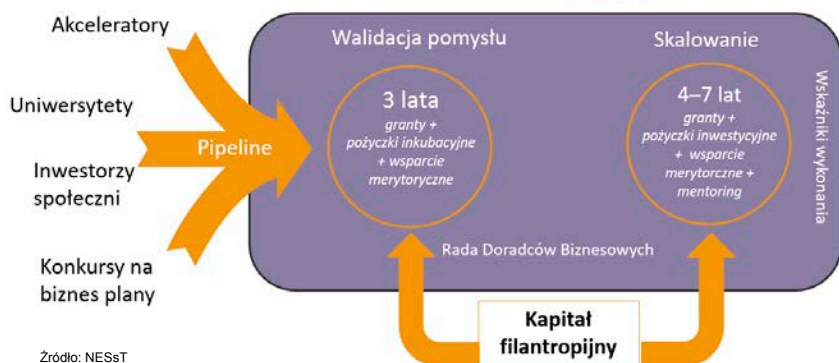 Akceleratory
Uniwersytety
Inwestorzy
społeczni
Konkursy na
biznes plany
Pipeline
Walidacja pomysłu
3 lata
granty +
pożyczki inkubacyjne
+ wsparcie
merytoryczne
Skalowanie
4–7 lat
granty +
pożyczki inwestycyjne
+ wsparcie
merytorczne +
mentoring
Wskaźniki wykonania
Rada Doradców Biznesowych
Kapitał
filantropijny
Źródło: NESsT